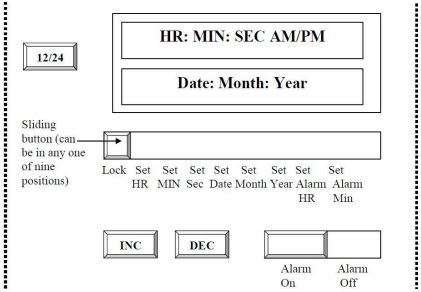 HR: MIN: SEC AM/PM
12/24
Date: Month: Year
Sliding
button (can
be in any one
of nine
positions)
Lock Set Set Set Set Set Set Set Set
HR MIN Sec Date Month Year Alarm Alarm
HR Min
INC DEC
Alarm Alarm
On Off